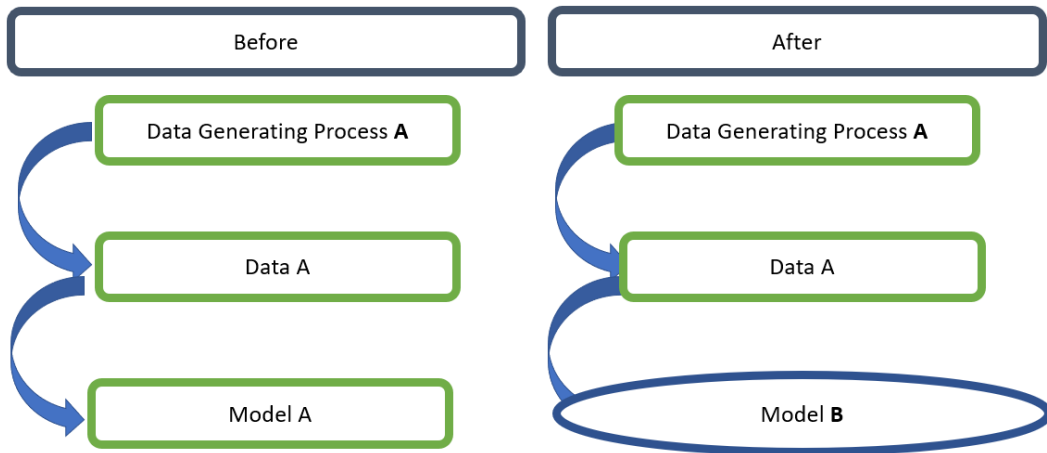 Before
After
Data Generating Process A
Data Generating Process A
Data A
Data A
Model A
Model B